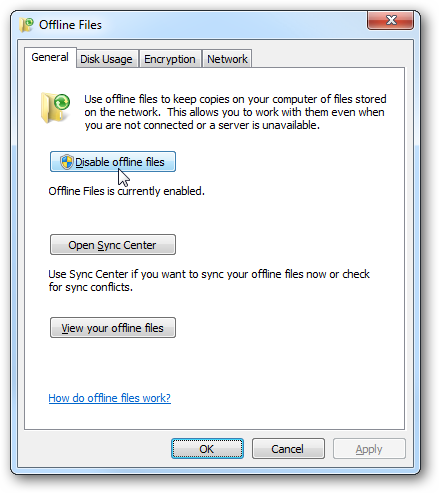 Offline Files
General Disk Usage Encryption Network
Use offline files to keep copies on your computer of files stored
on the network. This allows you to work with them even when
you are not connected or a server is unavailable.
Disable offline files
Offline Files is currently enabled.
Open Sync Center
Use Sync Center if you want to sync your offline files now or check
for sync conflicts.
View your offline files
How do offline files work?
OK Cancel Apply